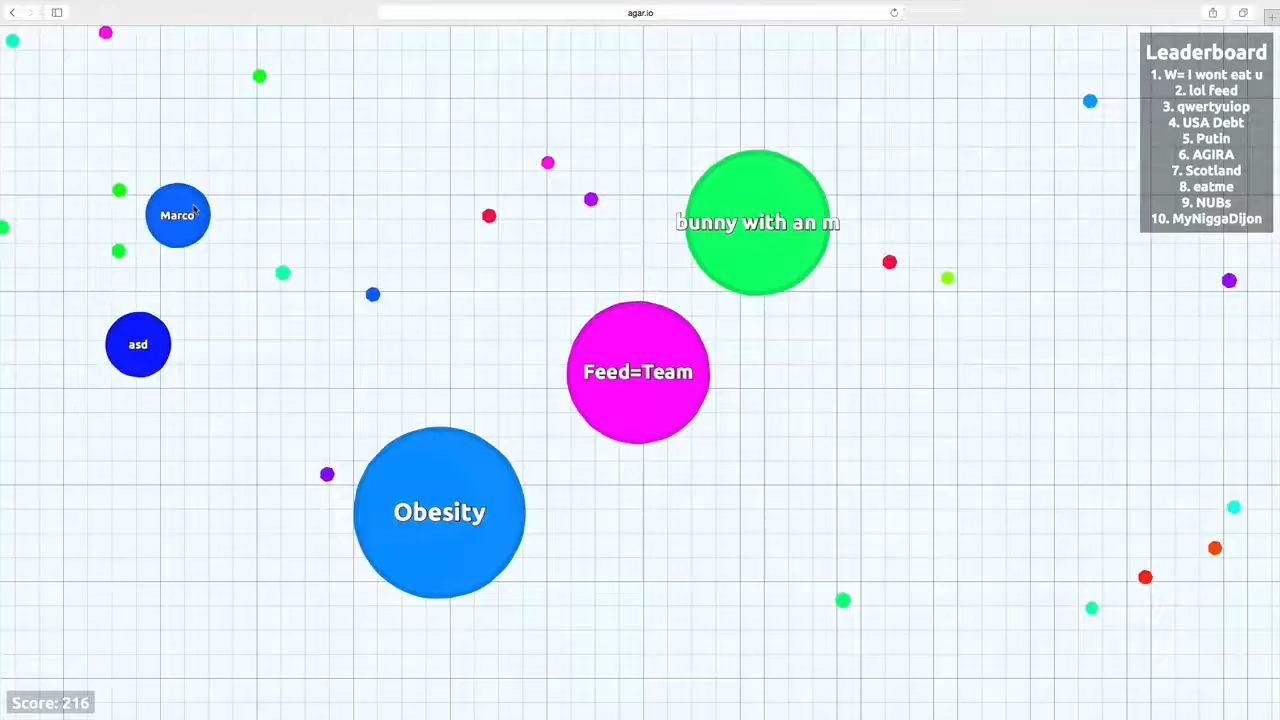 agar.io
Leaderboard
1. W= I wont eat u
2. lol feed
3. qwertyuiop
4. USA Debt
5. Putin
6. AGIRA
7. Scotland
8. eatme
9. NUBs
10. MyNiggaDijon
Marco
bunny with an m
asd
Feed=Team
Obesity
Score: 216